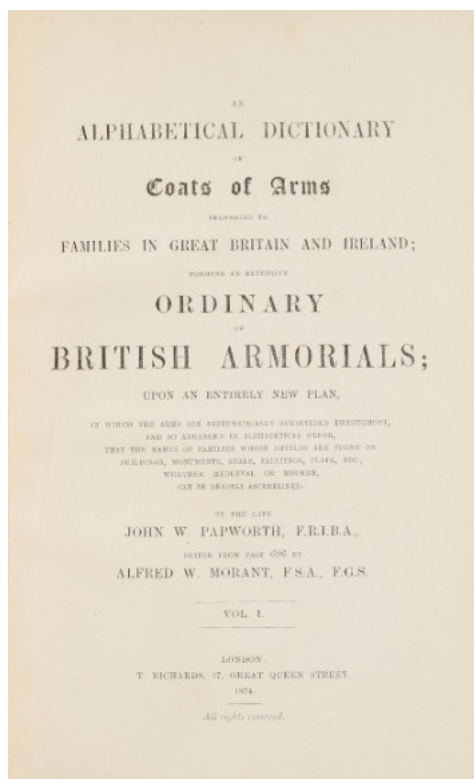 AN
ALPHABETICAL DICTIONARY
OF
Coats of Arms
BELONGING TO
FAMILIES IN GREAT BRITAIN AND IRELAND;
FORMING AN EXTENSIVE
ORDINARY
OF
BRITISH ARMORIALS;
UPON AN ENTIRELY NEW PLAN,
IN WHICH THE ARMS ARE SYSTEMATICALLY SUBDIVIDED THROUGHOUT,
AND SO ARRANGED IN ALPHABETICAL ORDER,
THAT THE NAMES OF FAMILIES WHOSE SHIELDS ARE FOUND ON
BUILDINGS, MONUMENTS, SEALS, PAINTINGS, PLATE, ETC.,
WHETHER MEDIEVAL OR MODERN,
CAN BE READILY ASCERTAINED.
BY THE LATE
JOHN W. PAPWORTH, F.R.I.B.A.,
EDITED FROM PAGE 696 BY
ALFRED W. MORANT, F.S.A., F.G.S.
VOL. I.
LONDON:
T. RICHARDS, 37, GREAT QUEEN STREET.
1874.
All rights reserved.